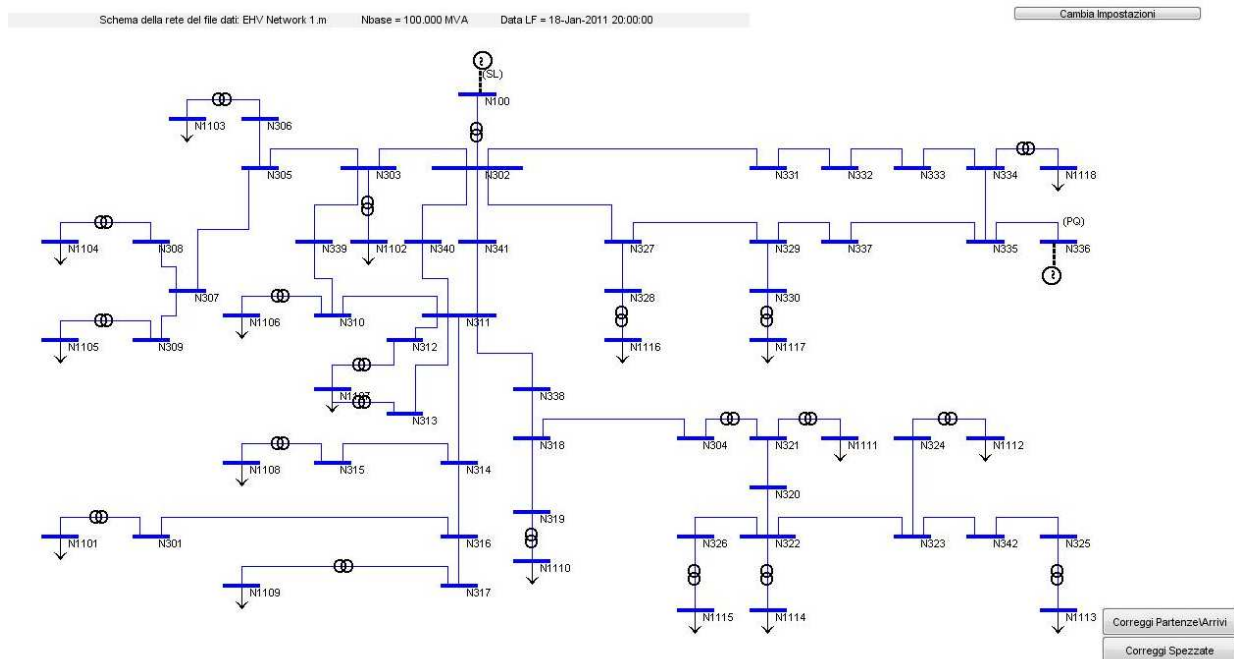 Schema della rete del file dati: EHV Network 1.m Nbase = 100.000 MVA Data LF = 18-Jan-2011 20:00:00
Cambia Impostazioni
(SL)
N100
N1103 N306
N305 N303 N302 N331 N332 N333 N334 N1118
(PQ)
N1104 N308 N339 N1102 N340 N341 N327 N329 N337 N335 N336
N307 N328 N330
N1106 N310 N311
N1105 N309 N312 N1116 N1117
N1107 N338
N313
N318 N304 N321 N1111 N324 N1112
N1108 N315 N314
N320
N319
N1101 N301 N316 N326 N322 N323 N342 N325
N1110
N1109 N317
N1115 N1114 N1113
Correggi Partenze\Arrivi
Correggi Spezzate